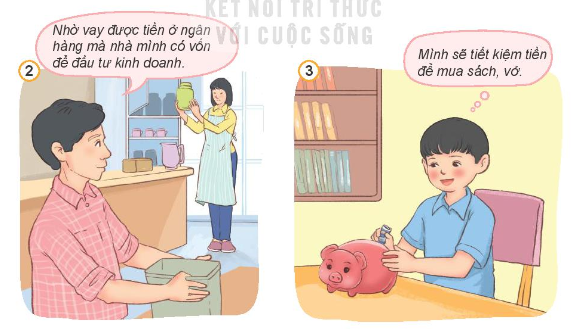 KẾT NỐI TRI THỨC
VỚI CUỘC SỐNG
Nhờ vay được tiền ở ngân
hàng mà nhà mình có vốn
để đầu tư kinh doanh.
2
3
Mình sẽ tiết kiệm tiền
để mua sách, vở.